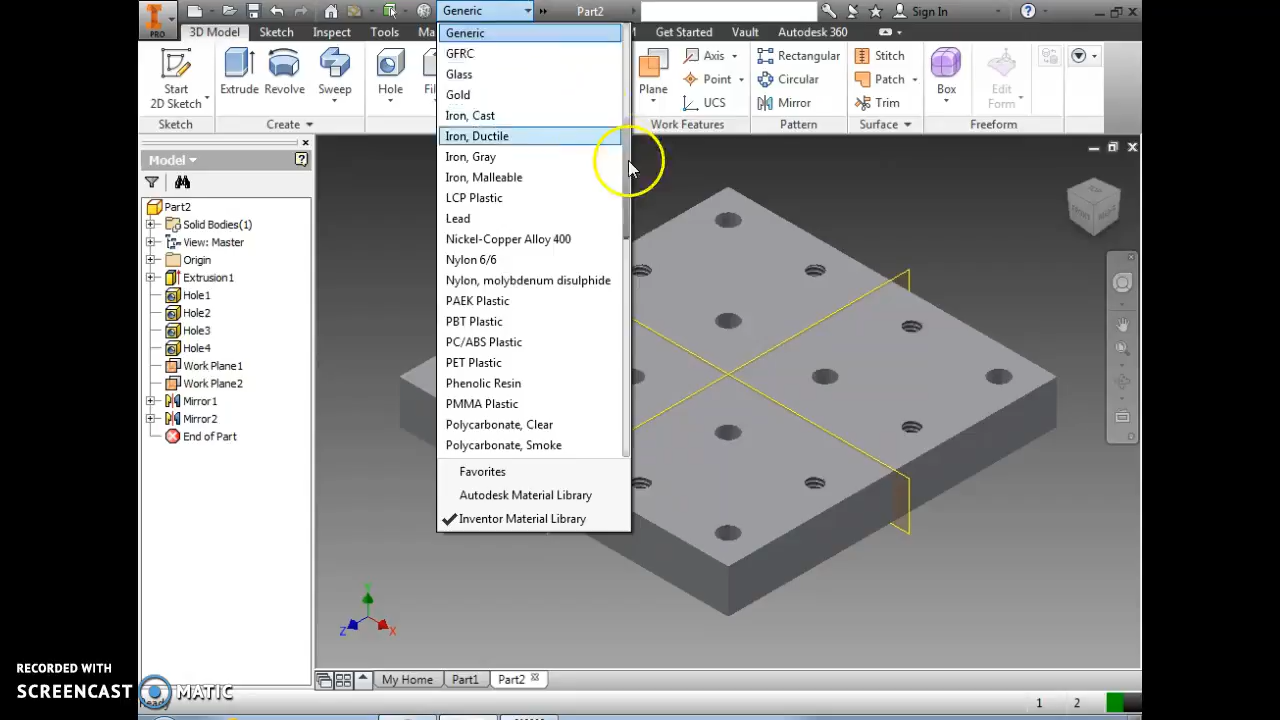 PRO
Generic
Part2
Sign In
3D Model
Sketch
Inspect
Tools
Ma
Get Started
Vault
Autodesk 360
Start
2D Sketch
Extrude
Revolve
Sweep
Hole
Fil
Plane
Axis
Point
UCS
Rectangular
Circular
Mirror
Stitch
Patch
Trim
Box
Edit
Form
Sketch
Create
Work Features
Pattern
Surface
Freeform
Generic
GFRC
Glass
Gold
Iron, Cast
Iron, Ductile
Iron, Gray
Iron, Malleable
LCP Plastic
Lead
Nickel-Copper Alloy 400
Nylon 6/6
Nylon, molybdenum disulphide
PAEK Plastic
PBT Plastic
PC/ABS Plastic
PET Plastic
Phenolic Resin
PMMA Plastic
Polycarbonate, Clear
Polycarbonate, Smoke
Favorites
Autodesk Material Library
Inventor Material Library
Model
Part2
Solid Bodies(1)
View: Master
Origin
Extrusion1
Hole1
Hole2
Hole3
Hole4
Work Plane1
Work Plane2
Mirror1
Mirror2
End of Part
Z
X
My Home
Part1
Part2
Ready
1
2
RECORDED WITH
SCREENCAST MATIC